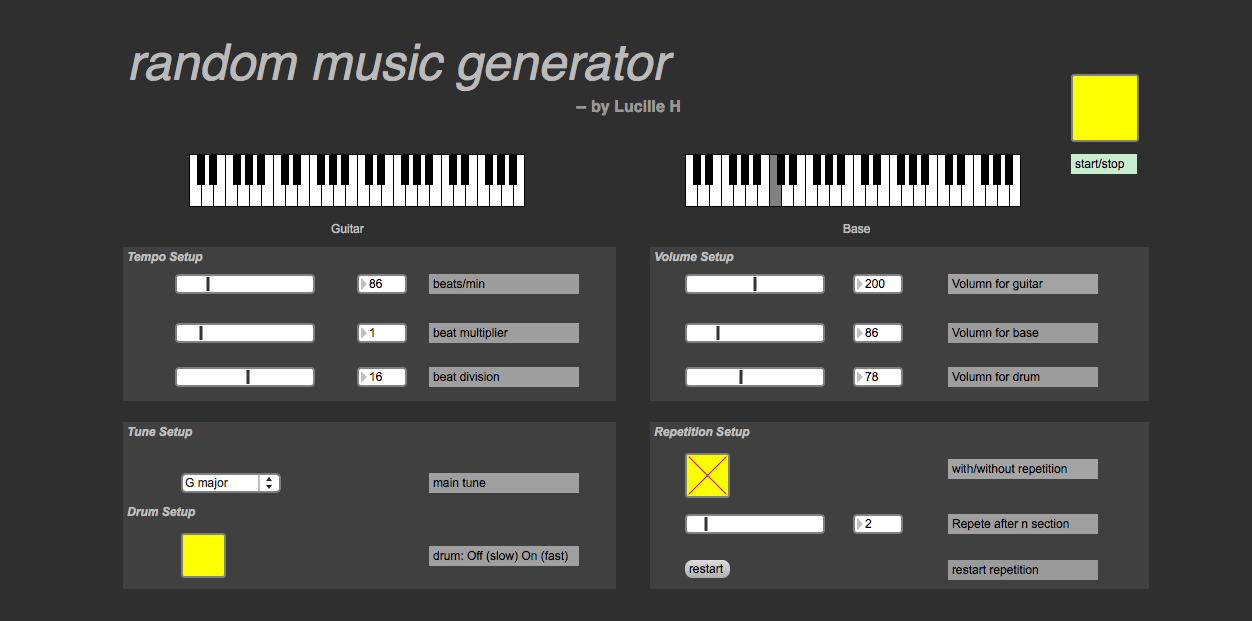 random music generator
– by Lucille H
start/stop
Guitar
Base
Tempo Setup
86
beats/min
1
beat multiplier
16
beat division
Volume Setup
200
Volumn for guitar
86
Volumn for base
78
Volumn for drum
Tune Setup
G major
main tune
Drum Setup
drum: Off (slow) On (fast)
Repetition Setup
with/without repetition
2
Repete after n section
restart
restart repetition